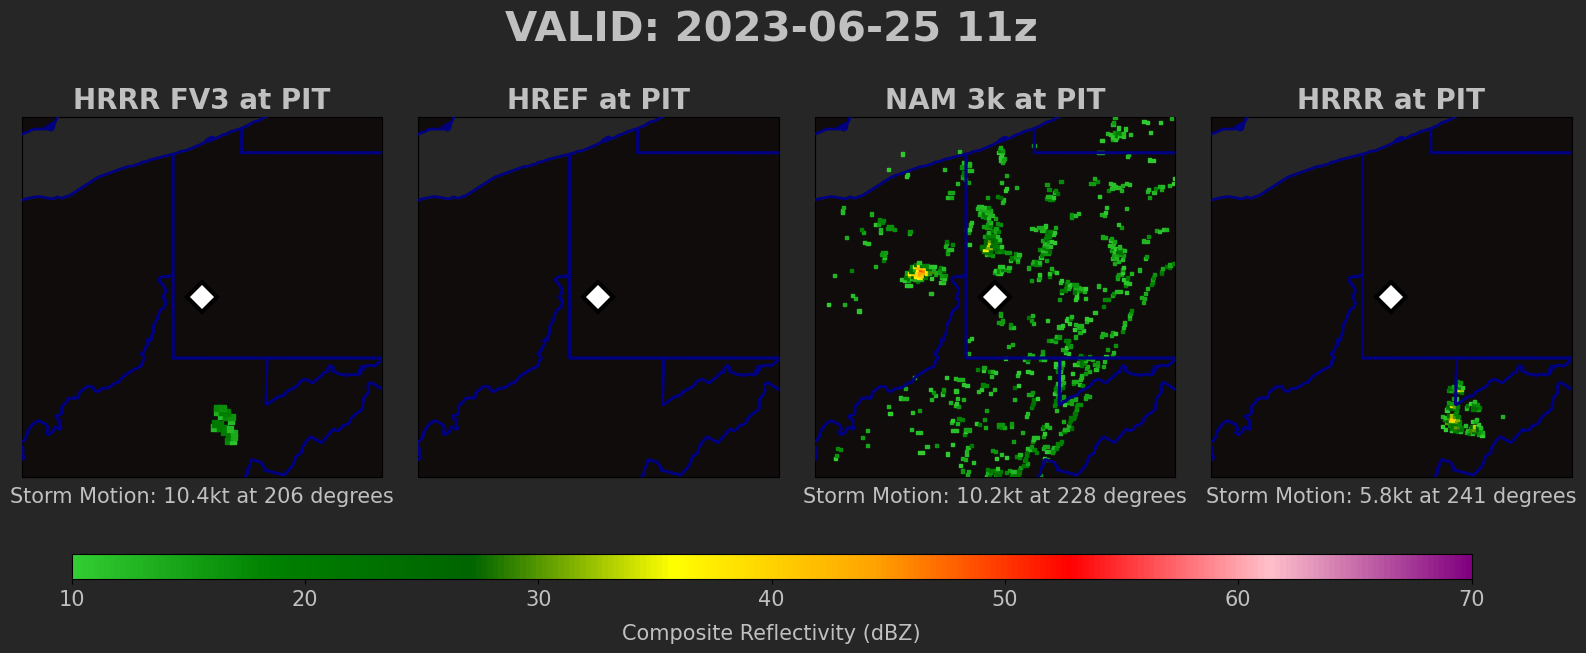 VALID: 2023-06-25 11z
HRRR FV3 at PIT
HREF at PIT
NAM 3k at PIT
HRRR at PIT
Storm Motion: 10.4kt at 206 degrees
Storm Motion: 10.2kt at 228 degrees
Storm Motion: 5.8kt at 241 degrees
10 20 30 40 50 60 70
Composite Reflectivity (dBZ)